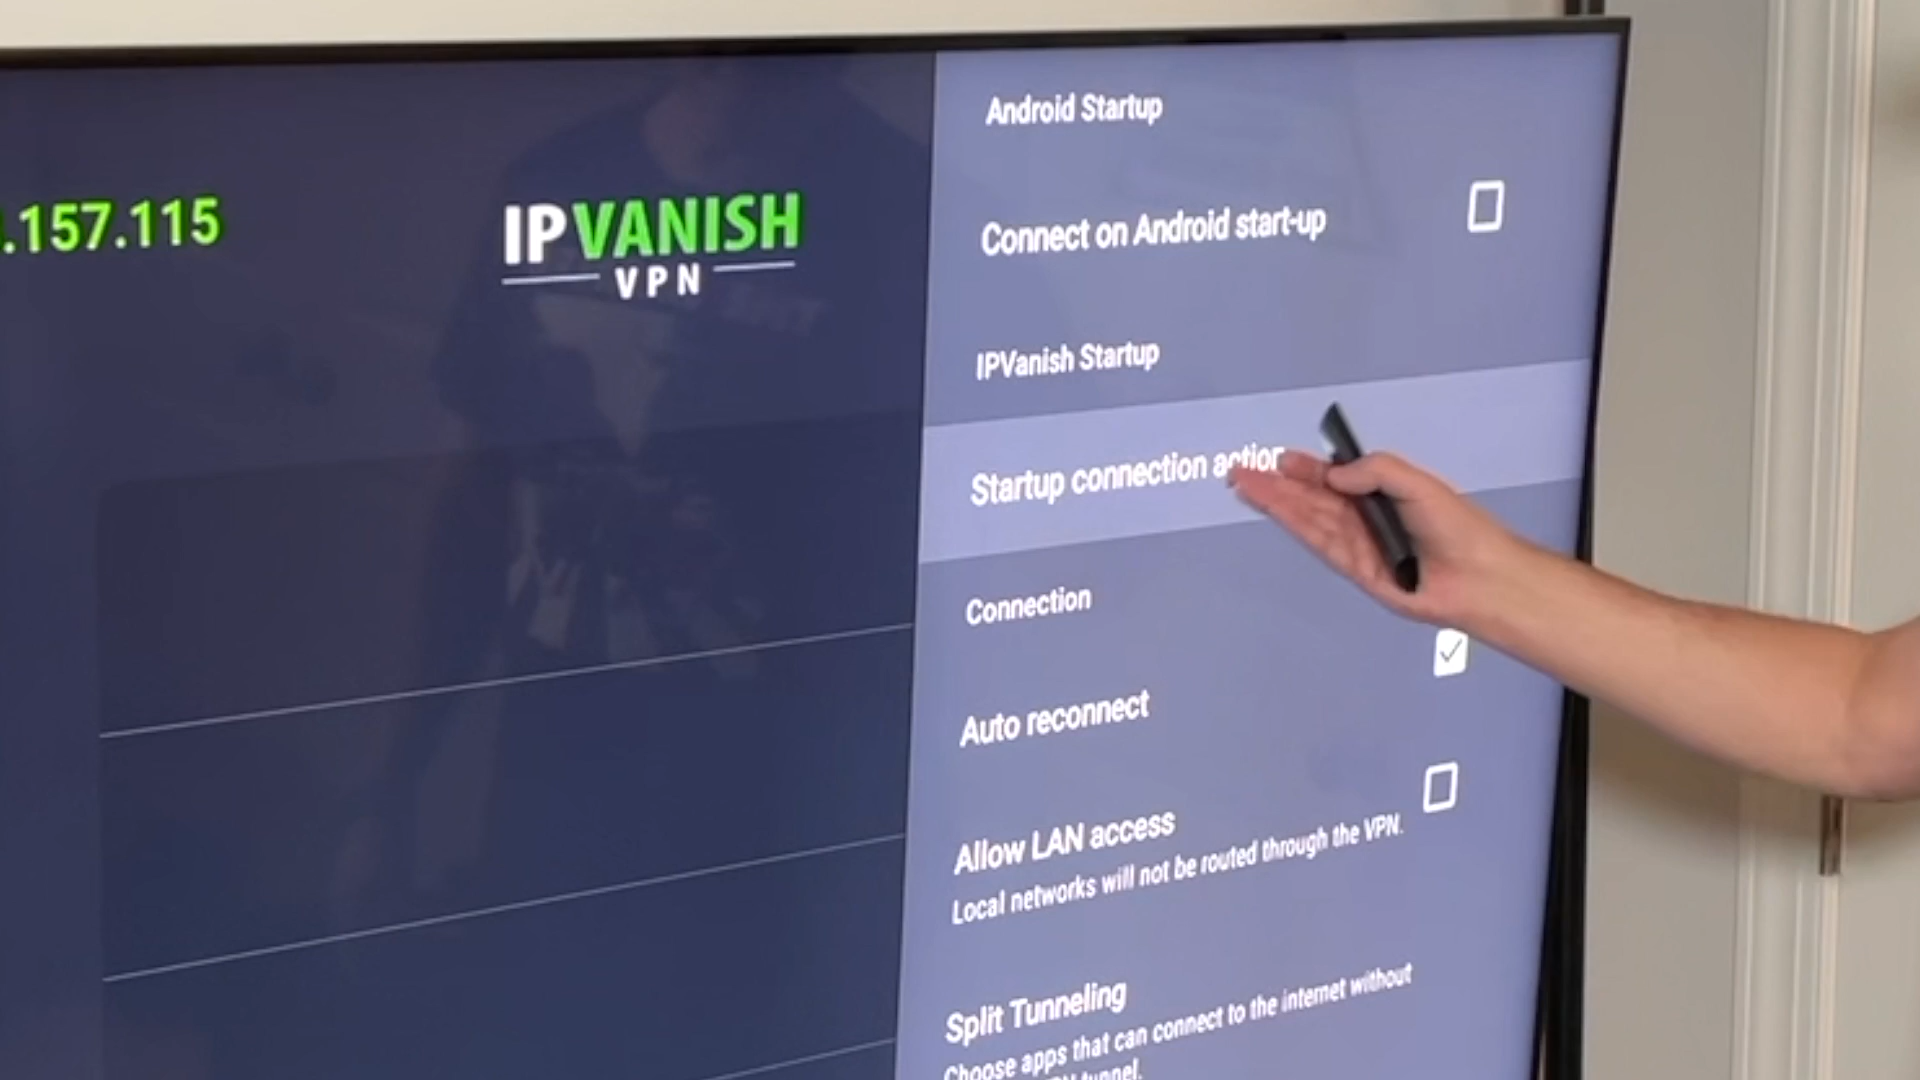 .157.115
IPVANISH
VPN
Android Startup
Connect on Android start-up
IPVanish Startup
Startup connection action
Connection
Auto reconnect
Allow LAN access
Local networks will not be routed through the VPN.
Split Tunneling
Choose apps that can connect to the internet without
tunnel.